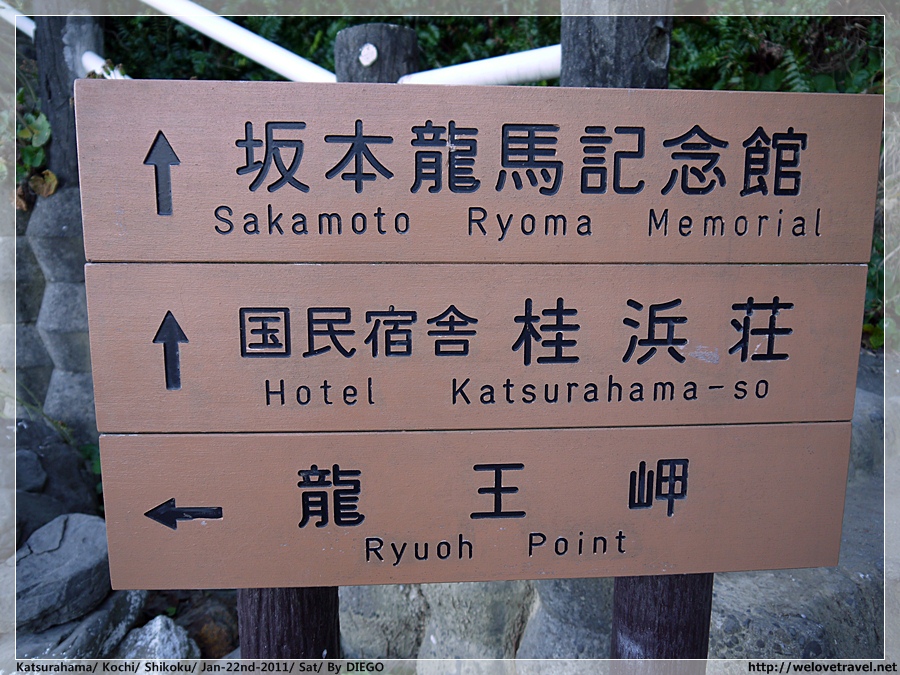 坂本龍馬記念館
Sakamoto Ryoma Memorial
国民宿舎 桂浜荘
Hotel Katsurahama-so
龍王岬
Ryuoh Point
Katsurahama/ Kochi/ Shikoku/ Jan-22nd-2011/ Sat/ By DIEGO
http://welovetravel.net